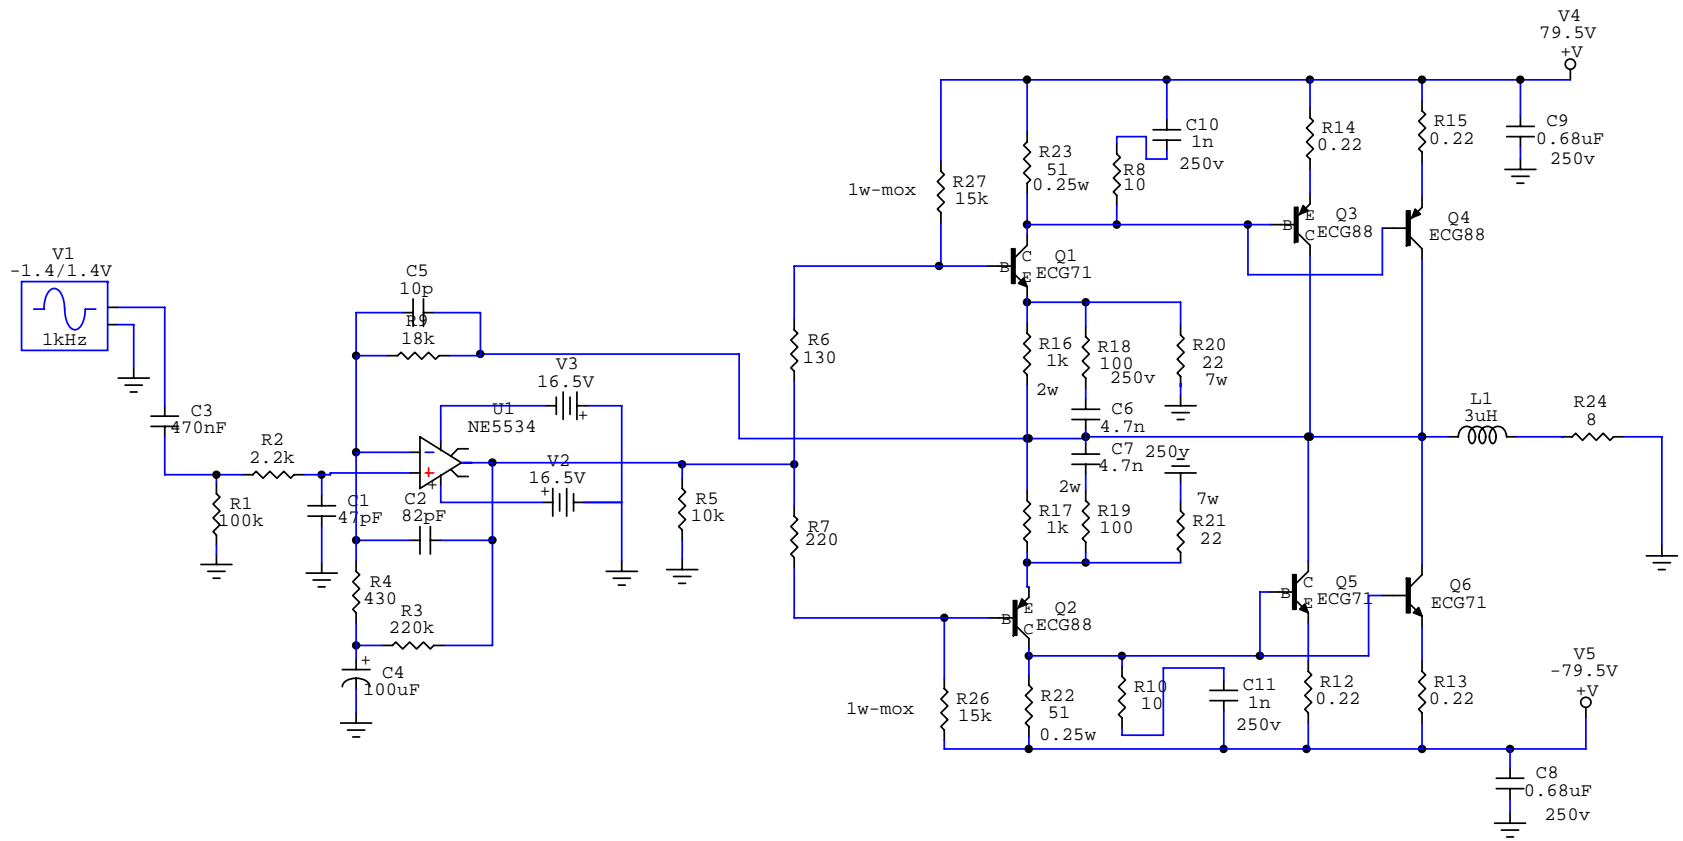 V4
79.5V
+V
C10
1n
250v
R14
0.22
R15
0.22
C9
0.68uF
250v
R23
51
0.25w
R8
10
1w-mox
R27
15k
B
E
C
Q3
ECG88
Q4
ECG88
V1
-1.4/1.4V
1kHz
C5
10p
R9
18k
B
C
E
Q1
ECG71
R6
130
R16
1k
2w
R18
100
250v
R20
22
7w
V3
16.5V
+
U1
NE5534
C3
470nF
R2
2.2k
C6
4.7n
L1
3uH
R24
8
-
+
+
V2
16.5V
+
C7
4.7n
250v
R1
100k
C1
47pF
C2
82pF
R5
10k
R7
220
2w
R17
1k
R19
100
7w
R21
22
R4
430
R3
220k
+
C4
100uF
B
E
C
Q2
ECG88
B
C
E
Q5
ECG71
Q6
ECG71
1w-mox
R26
15k
R22
51
0.25w
R10
10
C11
1n
250v
R12
0.22
R13
0.22
V5
-79.5V
+V
C8
0.68uF
250v